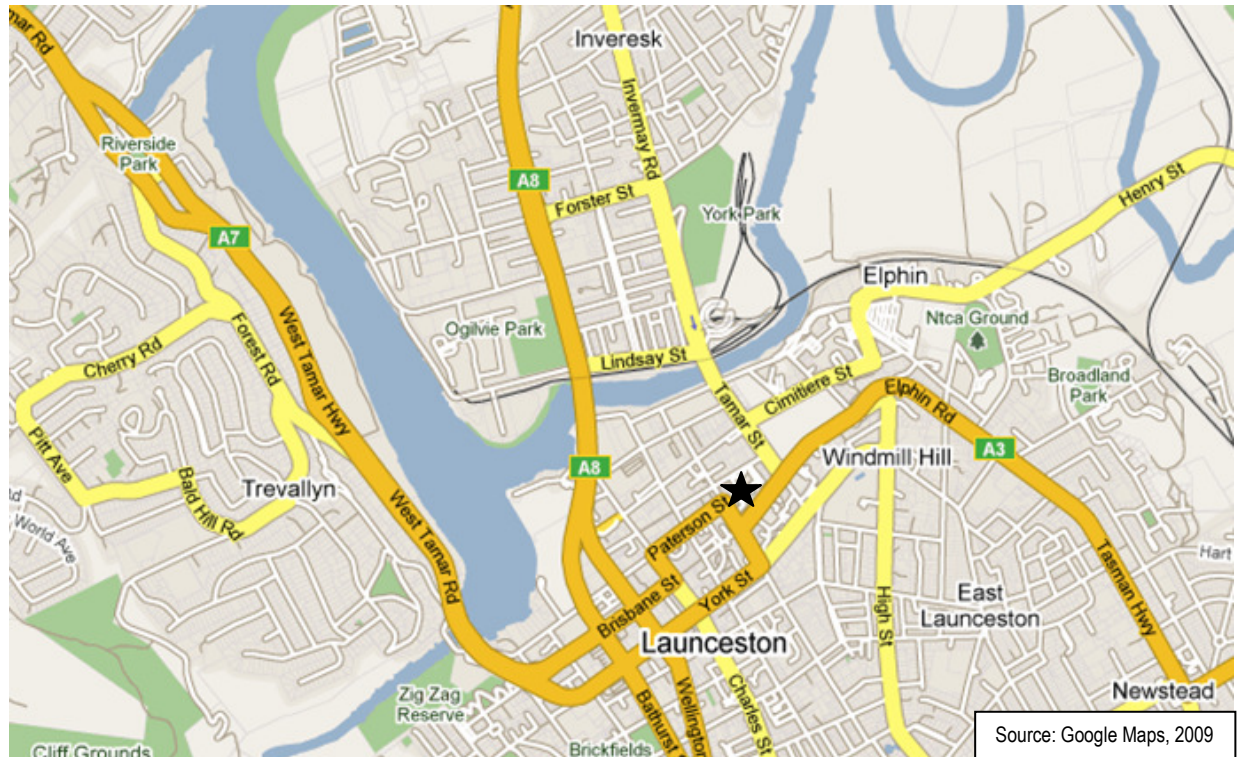 mar Rd
Inveresk
Riverside
Park
Invermay Rd
A8
Forster St
York Park
Henry St
A7
Elphin
Ntca Ground
Ogilvie Park
West Tamar Hwy
Forest Rd
Cherry Rd
Lindsay St
Tamar St
Cimitiere St
Elphin Rd
Broadland
Park
Pitt Ave
Bald Hill Rd
Trevallyn
A8
Windmill Hill
A3
World Ave
West Tamar Rd
Paterson St
Hart
Brisbane St
York St
High St
East
Launceston
Tasman Hwy
Launceston
Zig Zag
Reserve
Charles St
Wellington
Bathurst
Newstead
Cliff Grounds
Brickfields
Source: Google Maps, 2009